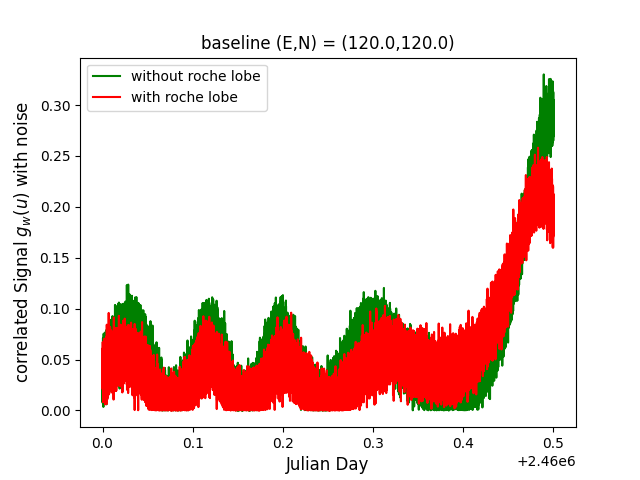 baseline (E,N) = (120.0,120.0)
without roche lobe
with roche lobe
correlated Signal g_w(u) with noise
0.30
0.25
0.20
0.15
0.10
0.05
0.00
0.0 0.1 0.2 0.3 0.4 0.5
Julian Day
+2.46e6